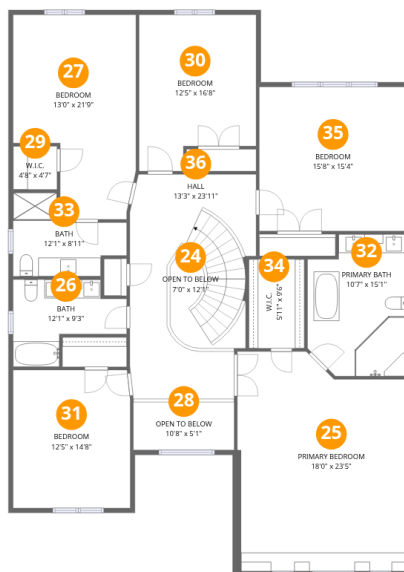 27
BEDROOM
13'0" x 21'9"
30
BEDROOM
12'5" x 16'8"
35
BEDROOM
15'8" x 15'4"
29
W.I.C.
4'8" x 4'7"
36
HALL
13'3" x 23'11"
33
BATH
12'1" x 8'11"
24
OPEN TO BELOW
7'0" x 12'1"
34
W.I.C.
5'11" x 9'6"
32
PRIMARY BATH
10'7" x 15'1"
26
BATH
12'1" x 9'3"
31
BEDROOM
12'5" x 14'8"
28
OPEN TO BELOW
10'8" x 5'1"
25
PRIMARY BEDROOM
18'0" x 23'5"